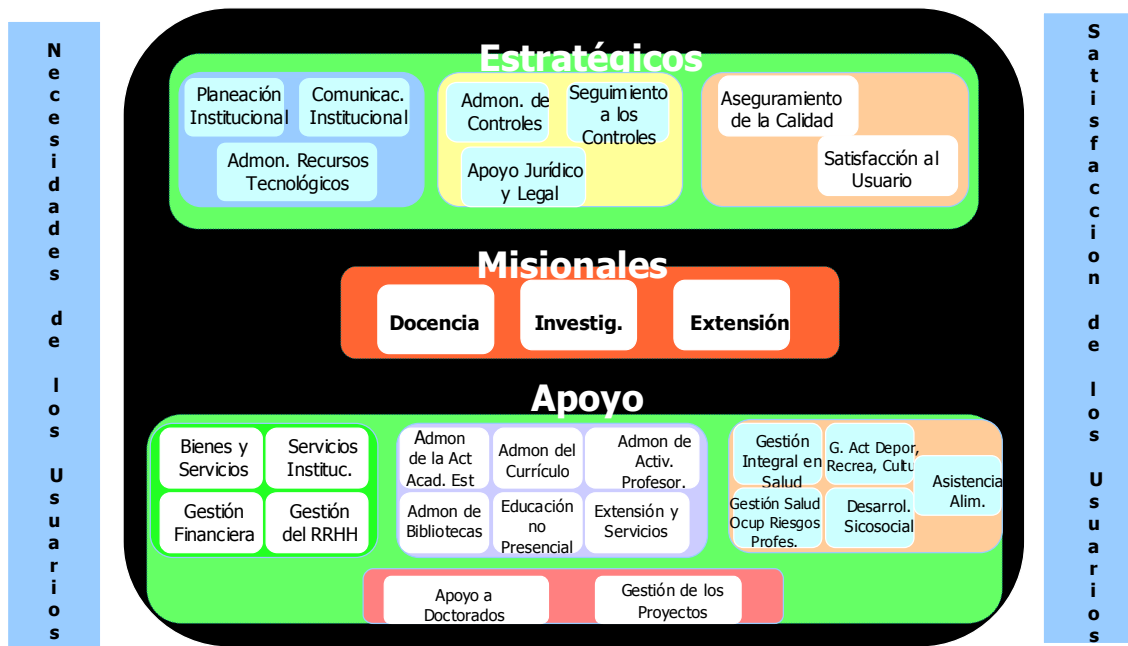 Necesidades de los Usuarios
Estratégicos
Planeación
Institucional
Comunicac.
Institucional
Admon. Recursos
Tecnológicos
Admon. de
Controles
Seguimiento
a los
Controles
Apoyo Jurídico
y Legal
Aseguramiento
de la Calidad
Satisfacción al
Usuario
Misionales
Docencia
Investig.
Extensión
Apoyo
Bienes y
Servicios
Servicios
Instituc.
Gestión
Financiera
Gestión
del RRHH
Admon
de la Act
Acad. Est
Admon del
Currículo
Admon de
Activ.
Profesor.
Admon de
Bibliotecas
Educación
no
Presencial
Extensión y
Servicios
Gestión
Integral en
Salud
G. Act Depor,
Recrea, Cultu
Gestión Salud
Ocup Riesgos
Profes.
Desarrol.
Sicosocial
Asistencia
Alim.
Apoyo a
Doctorados
Gestión de los
Proyectos
Satisfaccion de los Usuarios